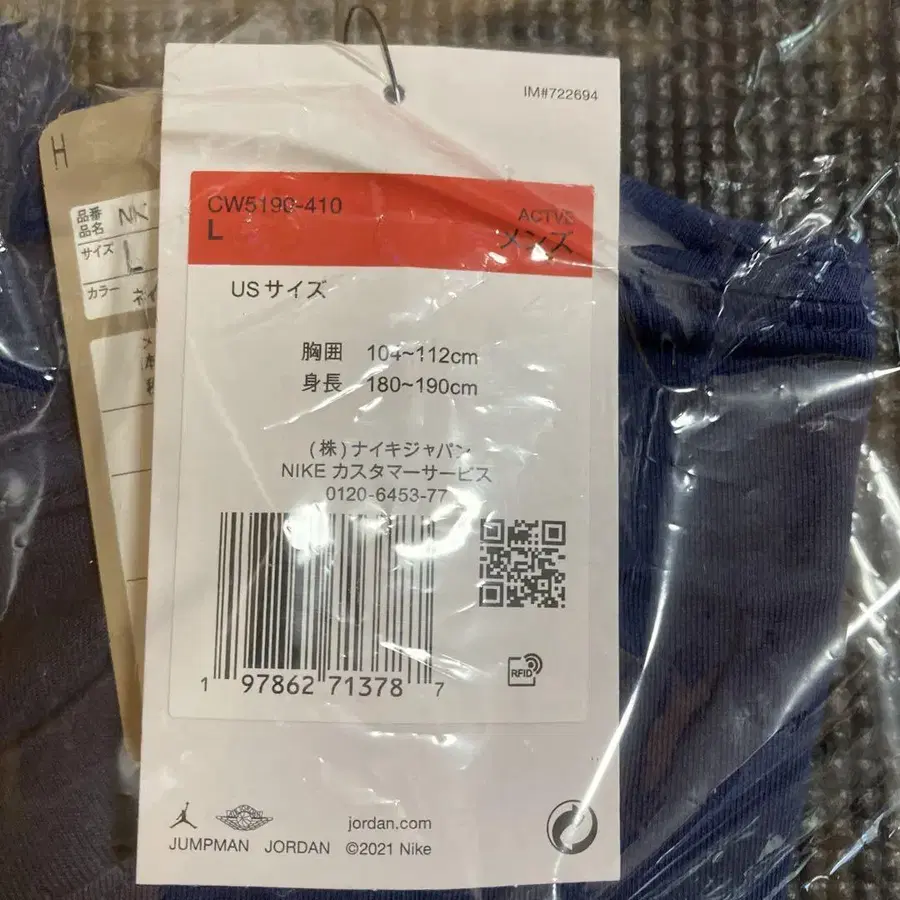 IM#722694
CW5190-410
L
メンズ
USサイズ
胸囲 104~112cm
身長 180~190cm
(株)ナイキジャパン
NIKE カスタマーサービス
0120-6453-77
1 97862 71378 7
RFID
jordan.com
JUMPMAN JORDAN ©2021 Nike
H
品番
品名 NK
サイズ L
カラー ネイ